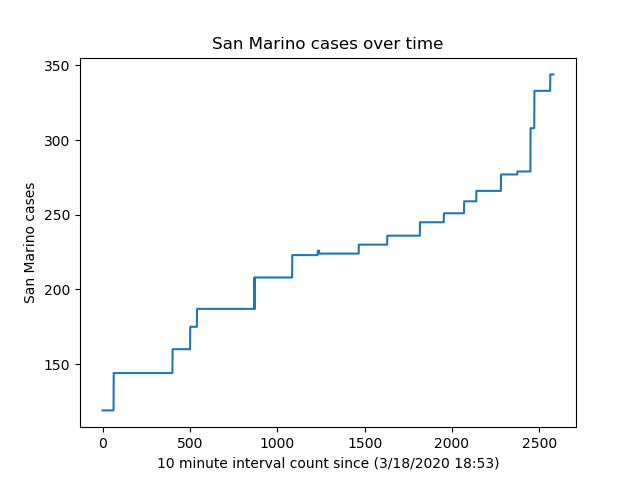 San Marino cases over time
San Marino cases
350
300
250
200
150
0 500 1000 1500 2000 2500
10 minute interval count since (3/18/2020 18:53)